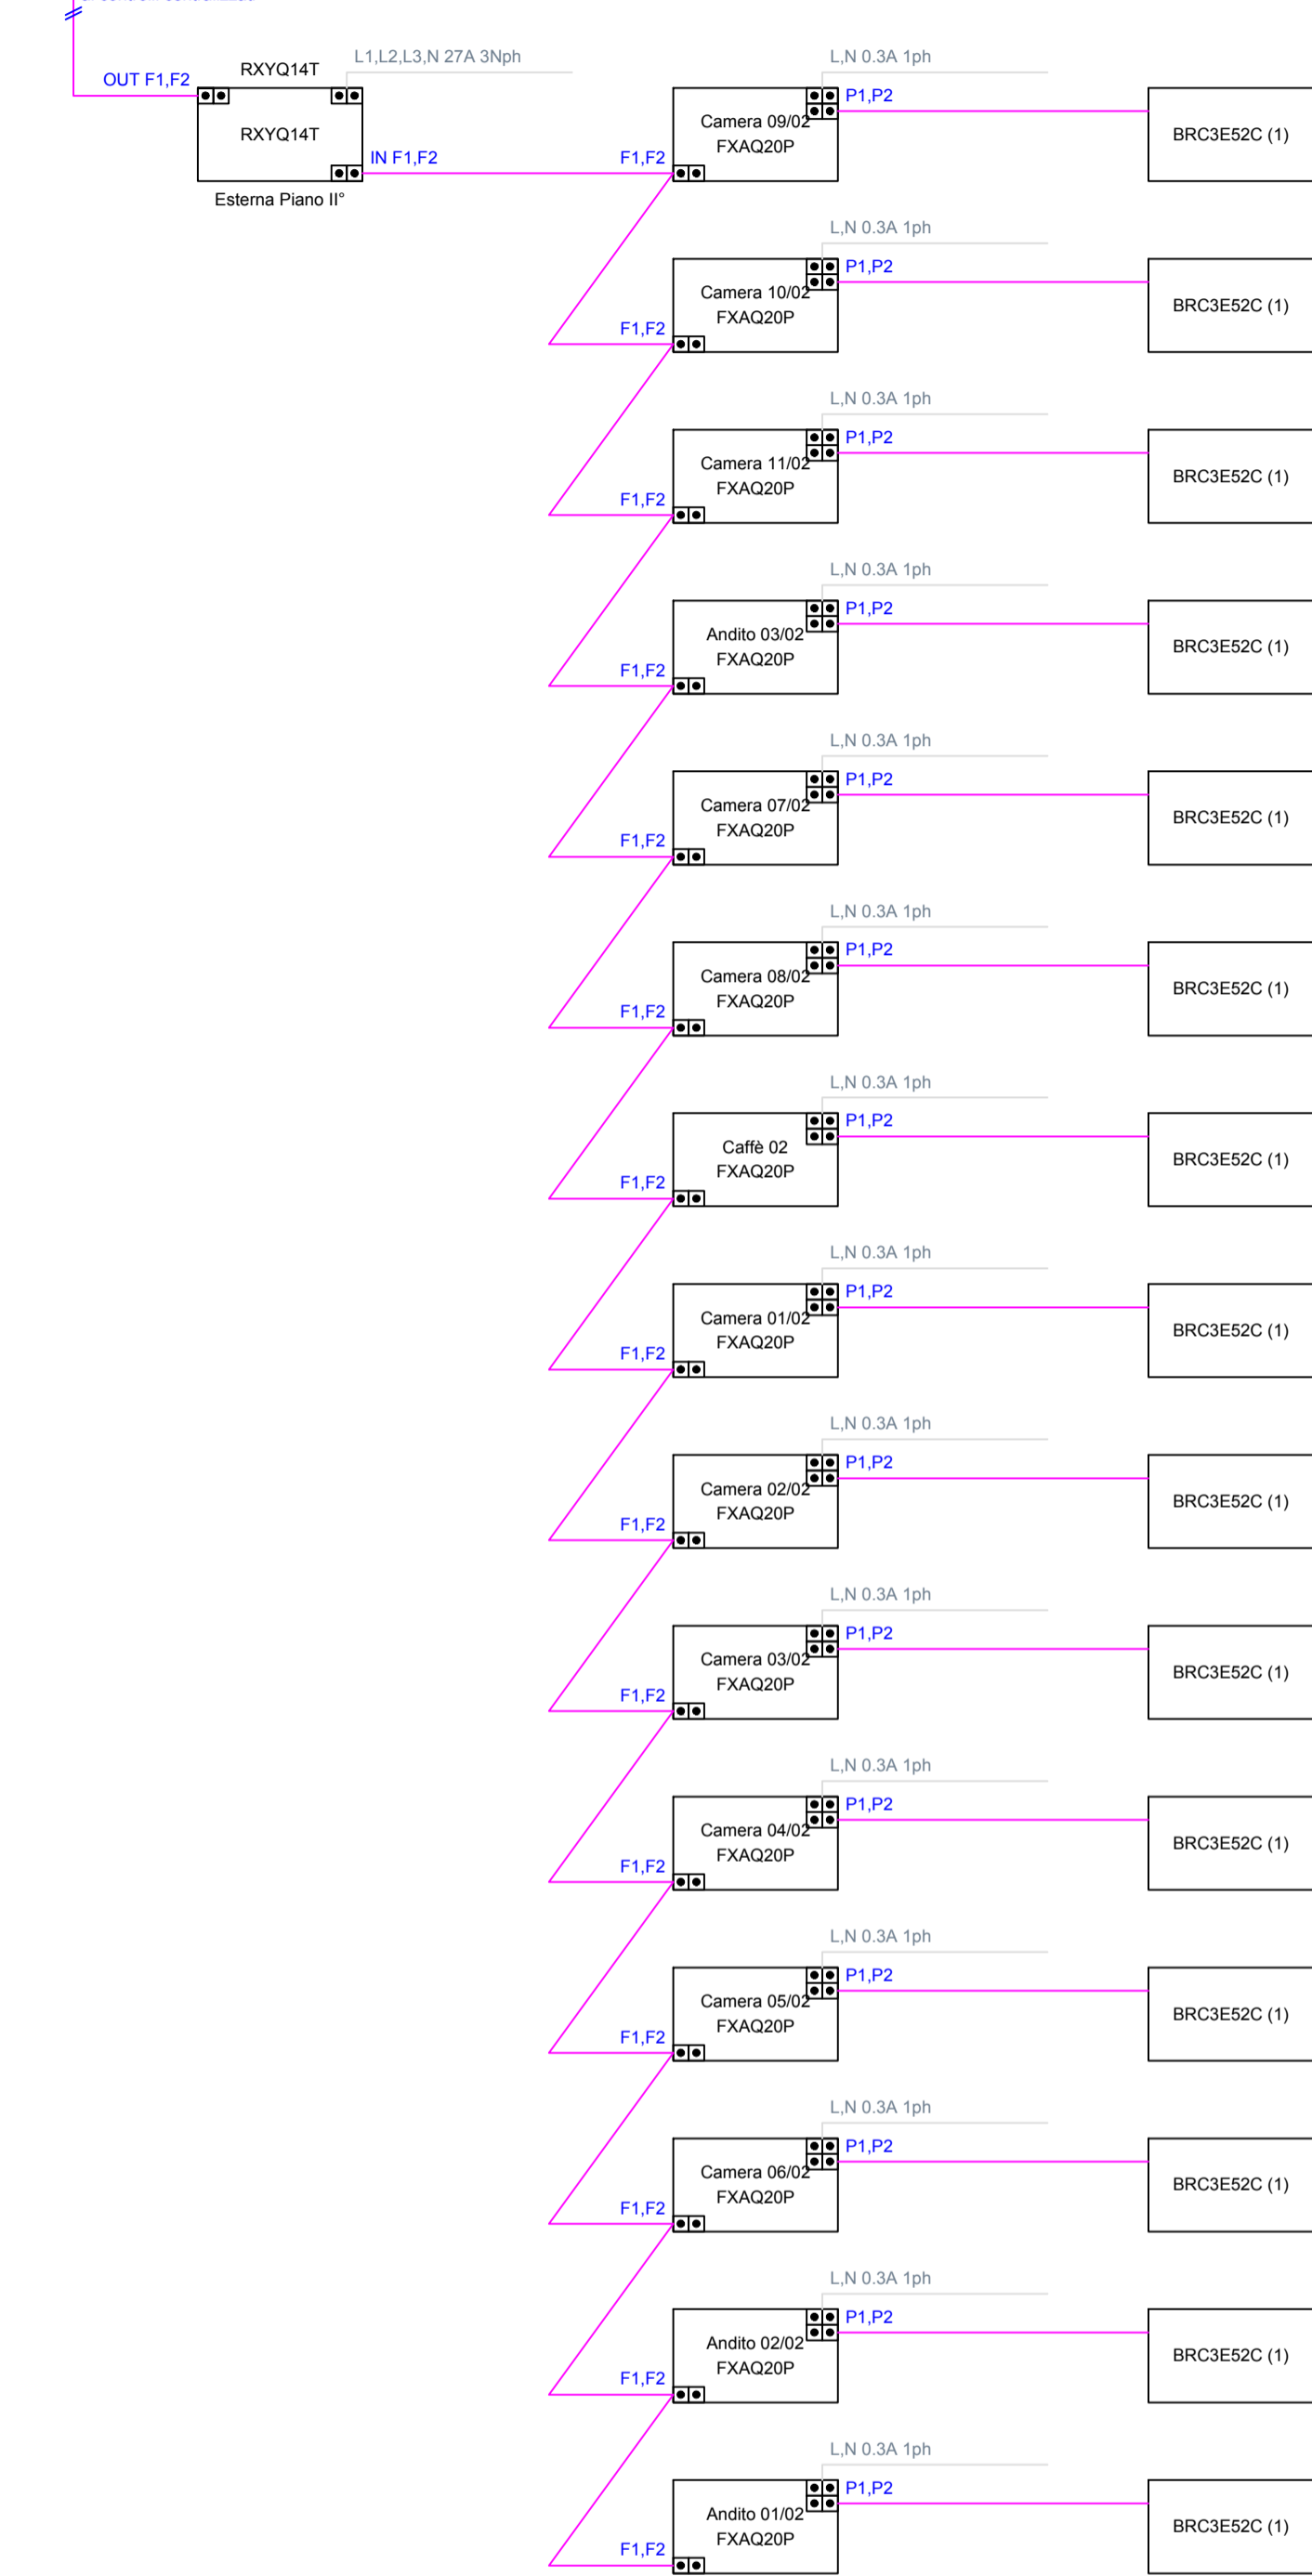 RXYQ14T
L1,L2,L3,N 27A 3Nph
OUT F1,F2
RXYQ14T
IN F1,F2
Esterna Piano II°
L,N 0.3A 1ph
P1,P2
Camera 09/02
FXAQ20P
F1,F2
BRC3E52C (1)
L,N 0.3A 1ph
P1,P2
Camera 10/02
FXAQ20P
F1,F2
BRC3E52C (1)
L,N 0.3A 1ph
P1,P2
Camera 11/02
FXAQ20P
F1,F2
BRC3E52C (1)
L,N 0.3A 1ph
P1,P2
Andito 03/02
FXAQ20P
F1,F2
BRC3E52C (1)
L,N 0.3A 1ph
P1,P2
Camera 07/02
FXAQ20P
F1,F2
BRC3E52C (1)
L,N 0.3A 1ph
P1,P2
Camera 08/02
FXAQ20P
F1,F2
BRC3E52C (1)
L,N 0.3A 1ph
P1,P2
Caffè 02
FXAQ20P
F1,F2
BRC3E52C (1)
L,N 0.3A 1ph
P1,P2
Camera 01/02
FXAQ20P
F1,F2
BRC3E52C (1)
L,N 0.3A 1ph
P1,P2
Camera 02/02
FXAQ20P
F1,F2
BRC3E52C (1)
L,N 0.3A 1ph
P1,P2
Camera 03/02
FXAQ20P
F1,F2
BRC3E52C (1)
L,N 0.3A 1ph
P1,P2
Camera 04/02
FXAQ20P
F1,F2
BRC3E52C (1)
L,N 0.3A 1ph
P1,P2
Camera 05/02
FXAQ20P
F1,F2
BRC3E52C (1)
L,N 0.3A 1ph
P1,P2
Camera 06/02
FXAQ20P
F1,F2
BRC3E52C (1)
L,N 0.3A 1ph
P1,P2
Andito 02/02
FXAQ20P
F1,F2
BRC3E52C (1)
L,N 0.3A 1ph
P1,P2
Andito 01/02
FXAQ20P
F1,F2
BRC3E52C (1)